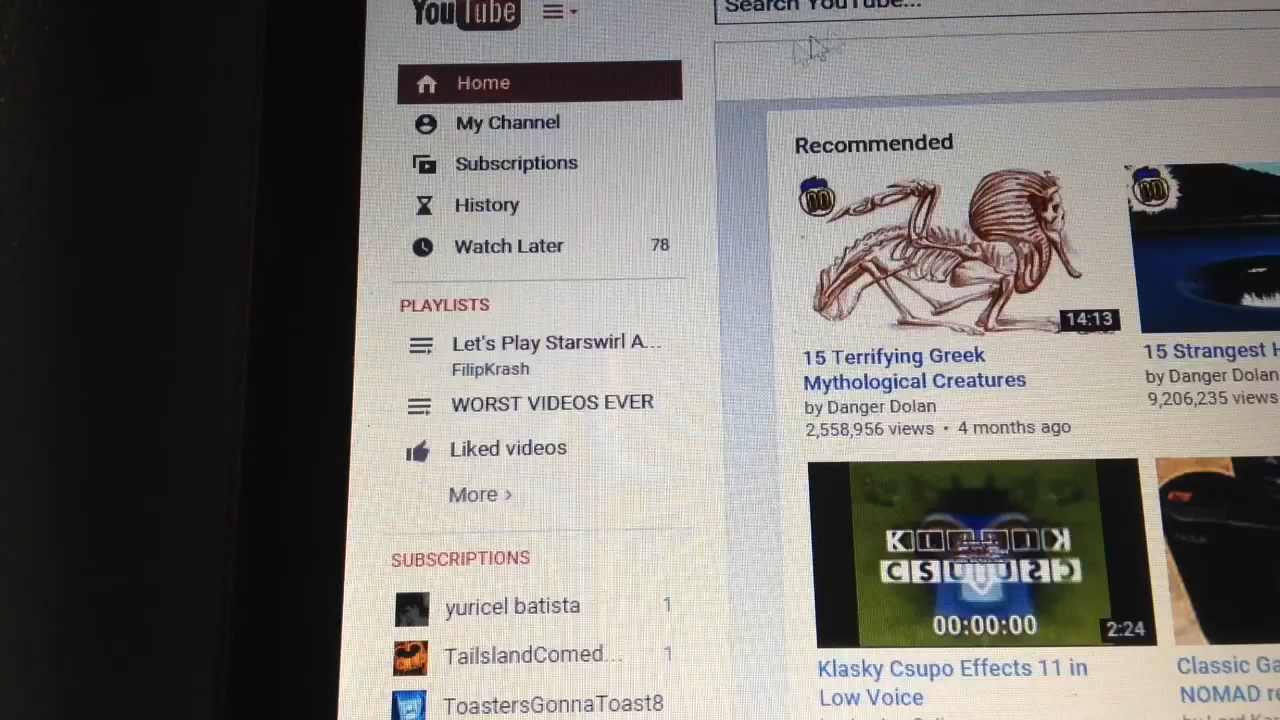 YouTube
Search YouTube...
Home
My Channel
Subscriptions
History
Watch Later 78
PLAYLISTS
Let's Play Starswirl A...
FilipKrash
WORST VIDEOS EVER
Lived videos
More ›
SUBSCRIPTIONS
yuricel batista 1
TailslandComed... 1
ToastersGonnaToast8
Recommended
14:13
15 Terrifying Greek
Mythological Creatures
by Danger Dolan
2,558,956 views • 4 months ago
15 Strangest H
by Danger Dolan
9,206,235 views
00:00:00
2:24
Klasky Csupo Effects 11 in
Low Voice
Classic Ga
NOMAD re